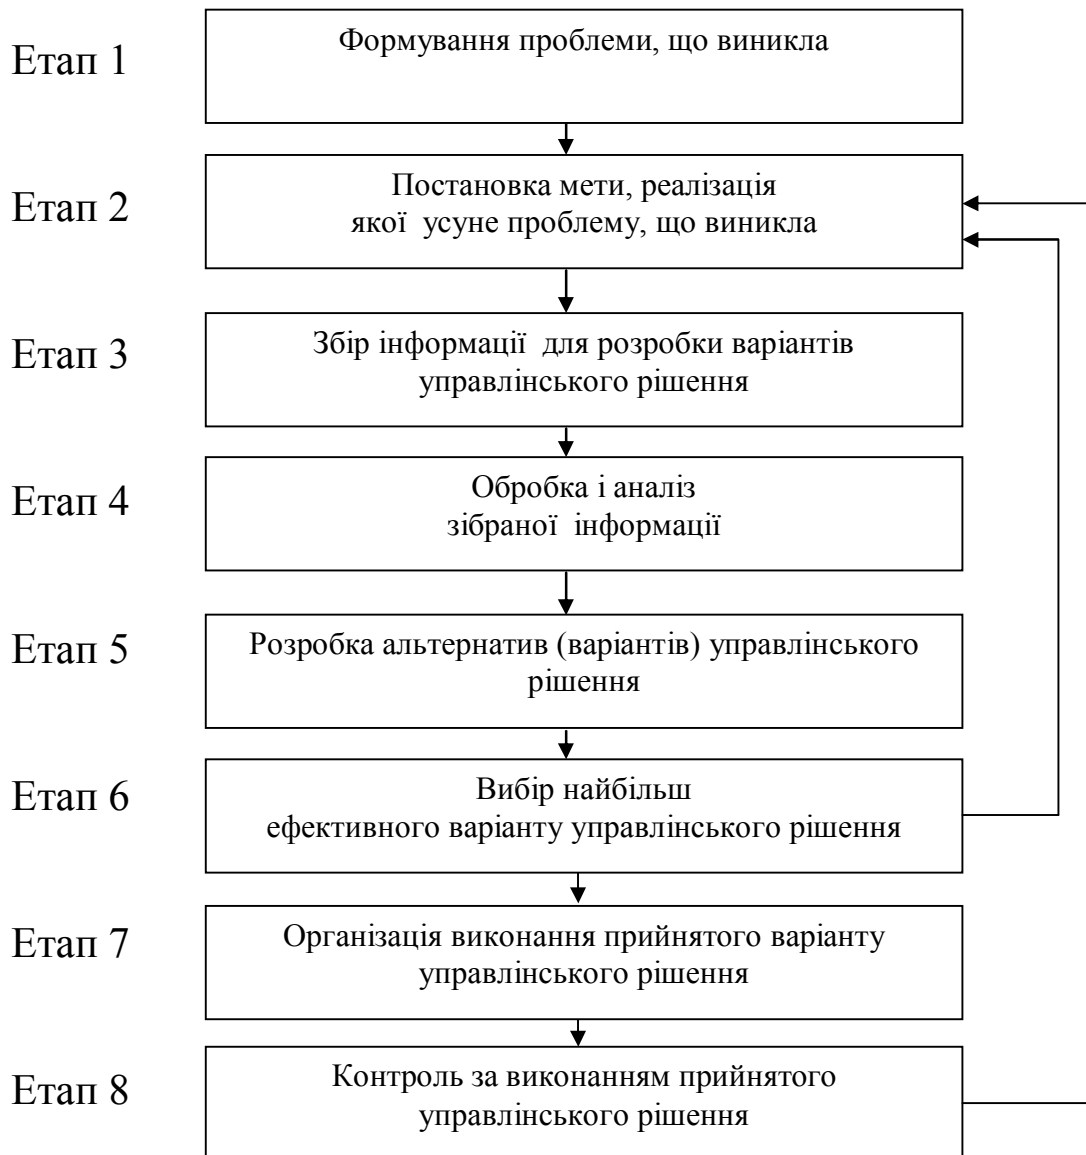 Етап 1
Формування проблеми, що виникла
Етап 2
Постановка мети, реалізація
якої усуне проблему, що виникла
Етап 3
Збір інформації для розробки варіантів
управлінського рішення
Етап 4
Обробка і аналіз
зібраної інформації
Етап 5
Розробка альтернатив (варіантів) управлінського
рішення
Етап 6
Вибір найбільш
ефективного варіанту управлінського рішення
Етап 7
Організація виконання прийнятого варіанту
управлінського рішення
Етап 8
Контроль за виконанням прийнятого
управлінського рішення